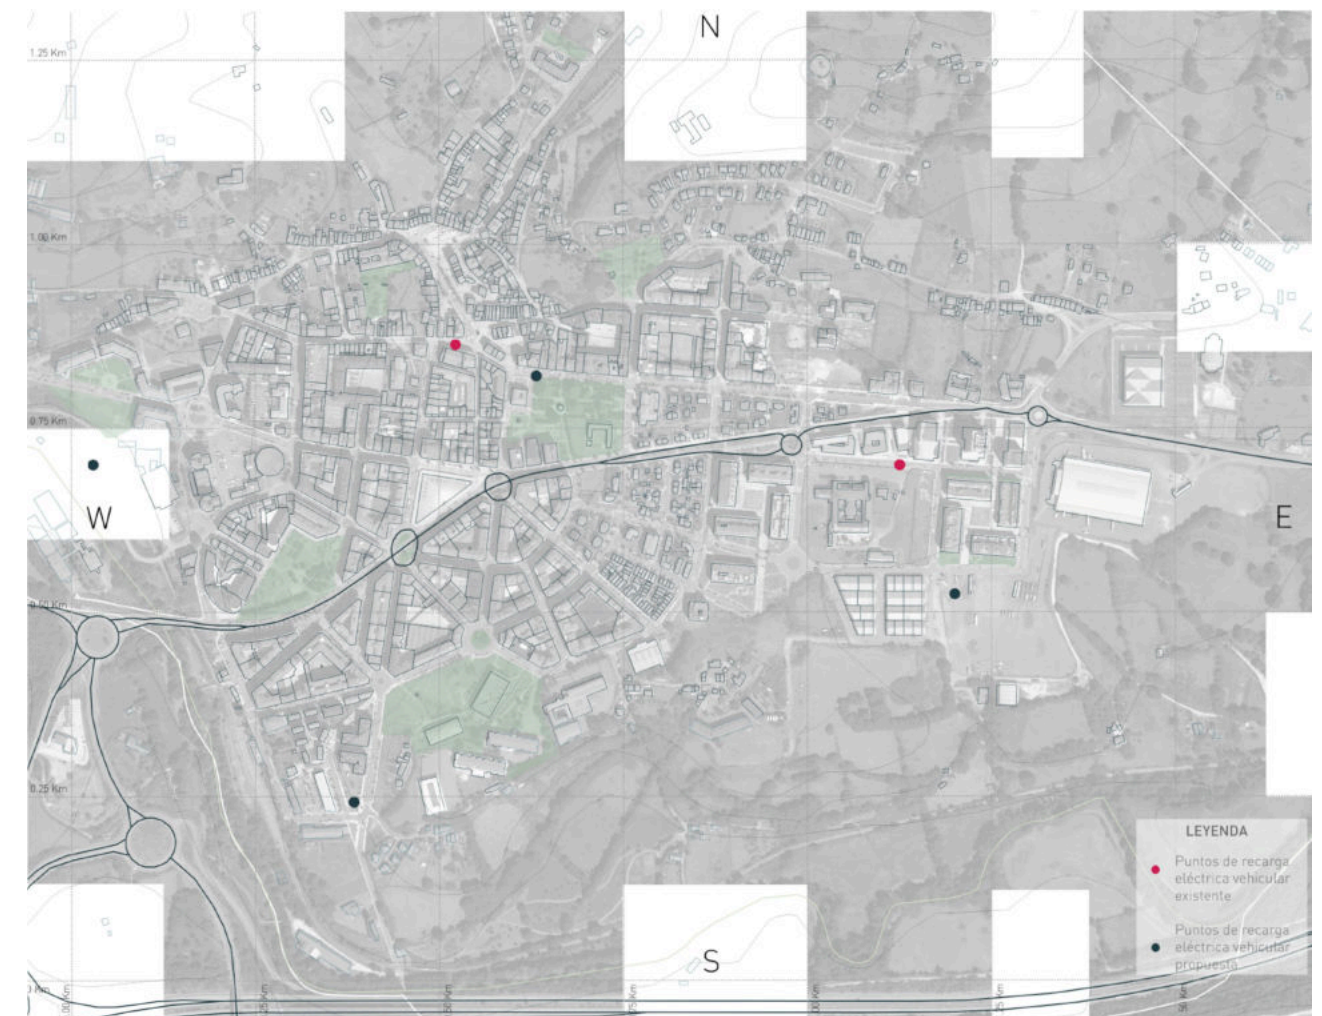 N
1.25 Km
1.00 Km
0.75 Km
W
E
0.50 Km
0.25 Km
LEYENDA
Puntos de recarga
eléctrica vehicular
existente
Puntos de recarga
eléctrica vehicular
propuesta
S